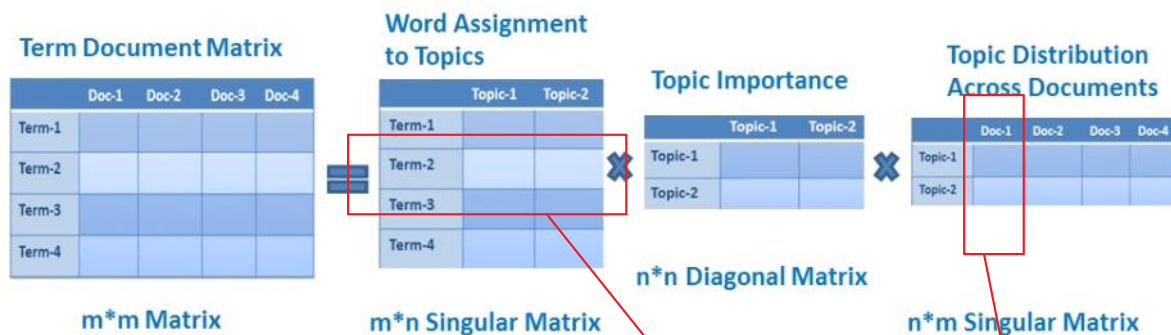 Term Document Matrix
Doc-1 Doc-2 Doc-3 Doc-4
Term-1
Term-2
Term-3
Term-4
m*m Matrix
Word Assignment
to Topics
Topic-1 Topic-2
Term-1
Term-2
Term-3
Term-4
m*n Singular Matrix
Topic Importance
Topic-1 Topic-2
Topic-1
Topic-2
n*n Diagonal Matrix
Topic Distribution
Across Documents
Doc-1 Doc-2 Doc-3 Doc-4
Topic-1
Topic-2
n*m Singular Matrix